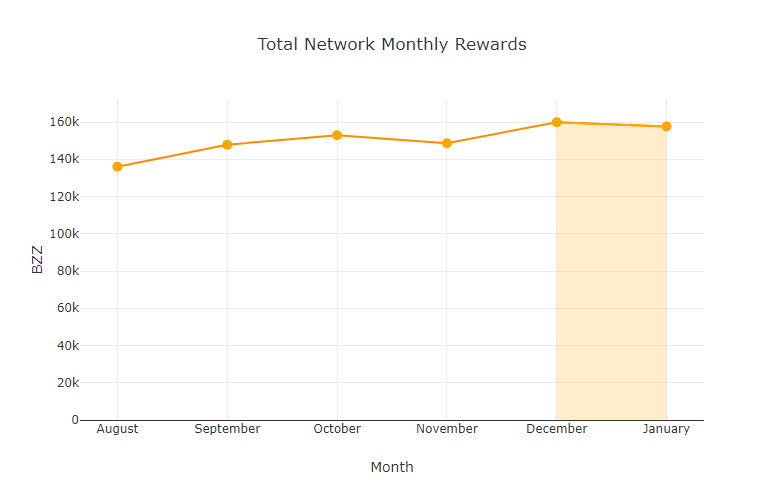 Total Network Monthly Rewards
160k
140k
120k
100k
80k
60k
40k
20k
0
BZZ
August September October November December January
Month